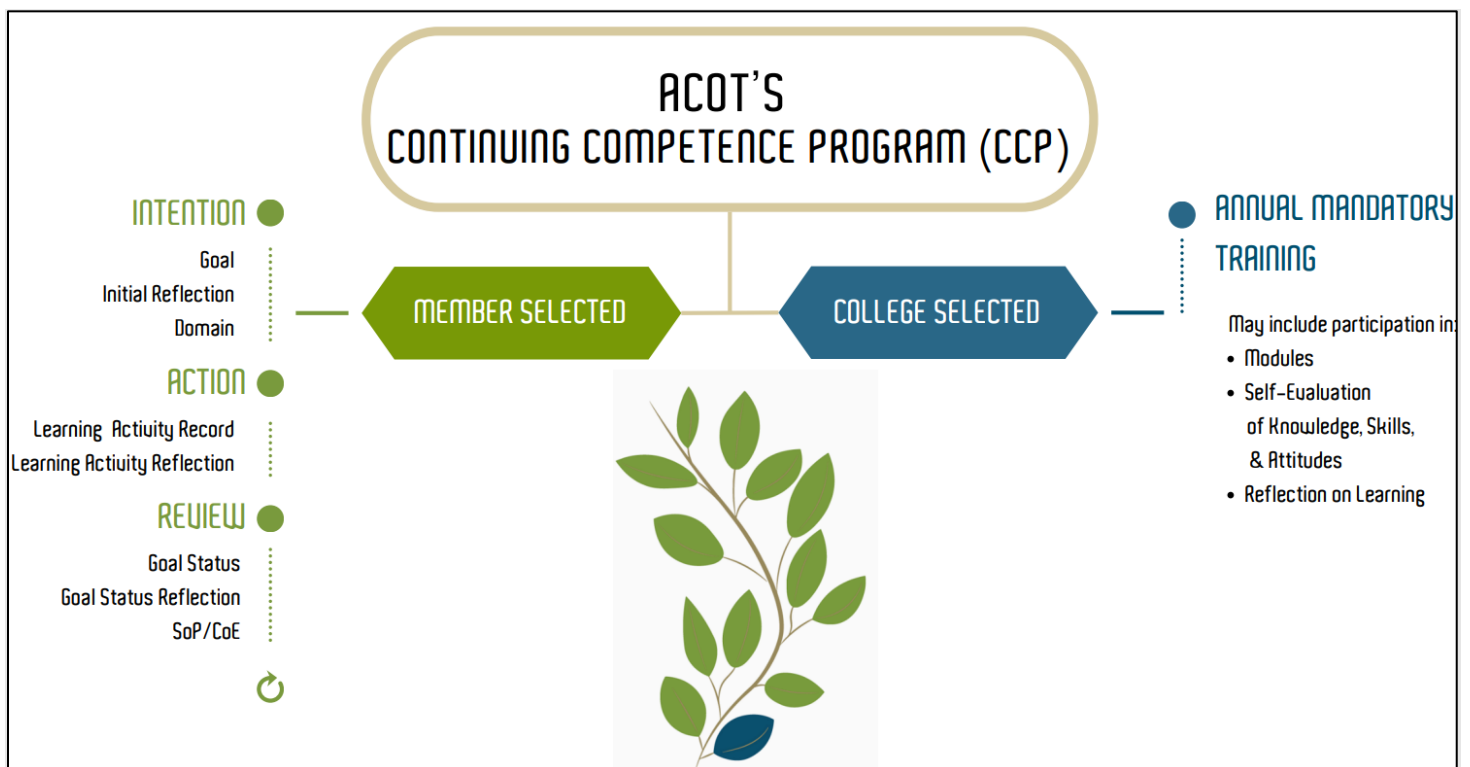 ACOT'S
CONTINUING COMPETENCE PROGRAM (CCP)
INTENTION
Goal
Initial Reflection
Domain
ACTION
Learning Activity Record
Learning Activity Reflection
REVIEW
Goal Status
Goal Status Reflection
SoP/CoE
MEMBER SELECTED
COLLEGE SELECTED
ANNUAL MANDATORY
TRAINING
May include participation in:
• Modules
• Self-Evaluation
of Knowledge, Skills,
& Attitudes
• Reflection on Learning